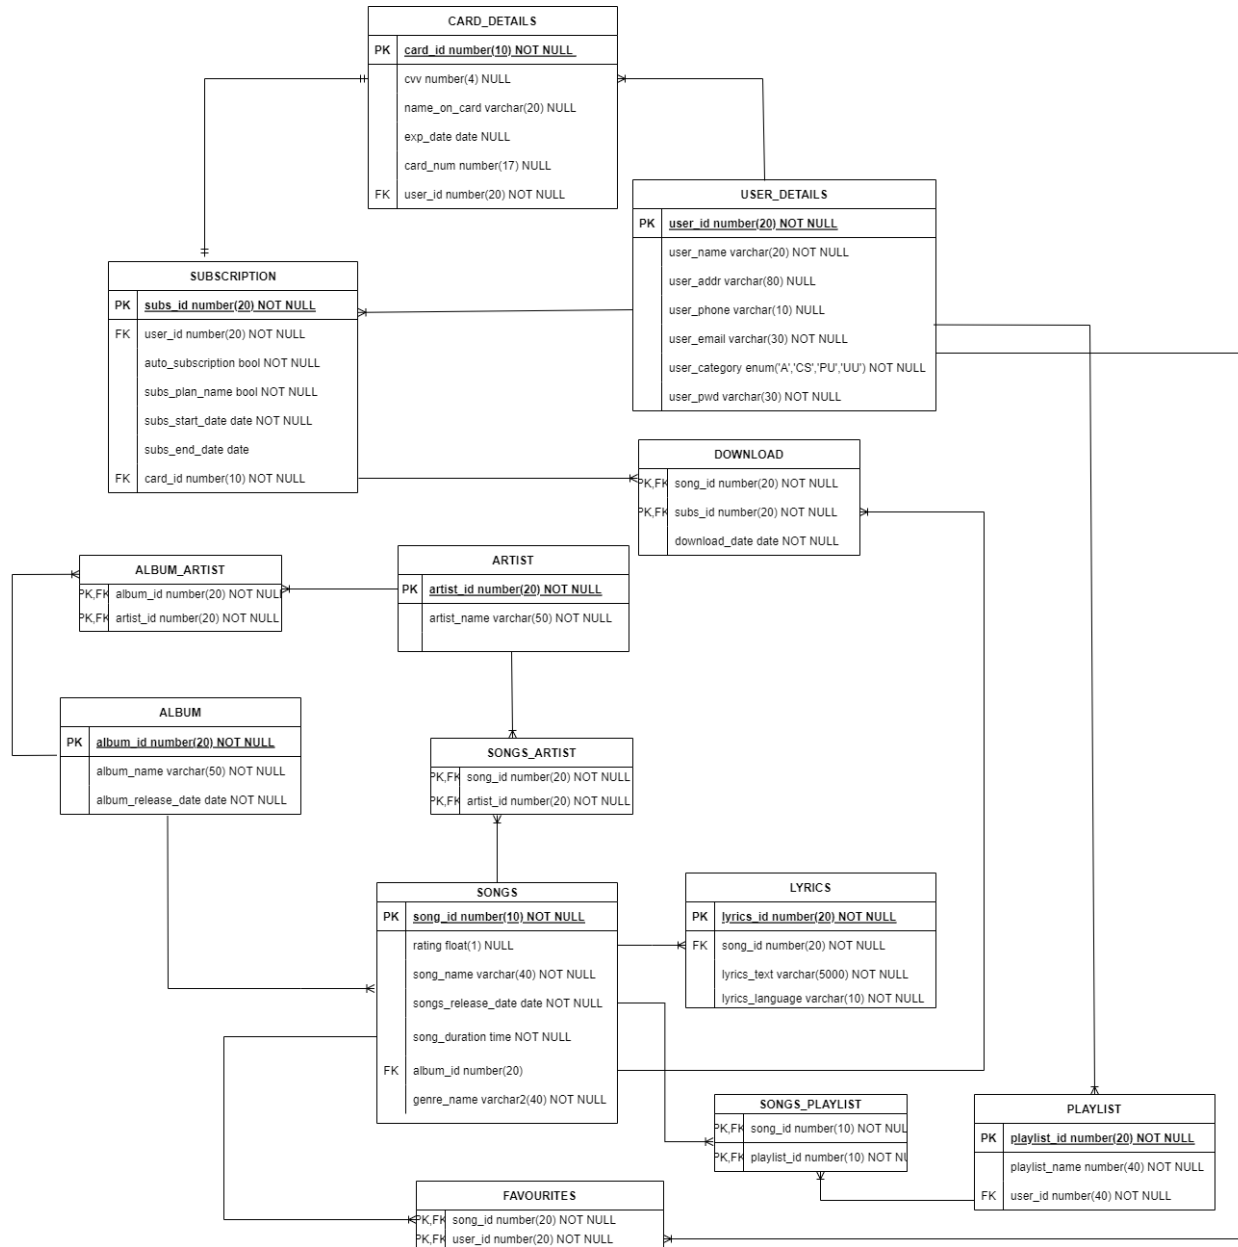 CARD_DETAILS
PK card_id number(10) NOT NULL
cvv number(4) NULL
name_on_card varchar(20) NULL
exp_date date NULL
card_num number(17) NULL
FK user_id number(20) NOT NULL
USER_DETAILS
PK user_id number(20) NOT NULL
user_name varchar(20) NOT NULL
user_addr varchar(80) NULL
user_phone varchar(10) NULL
user_email varchar(30) NOT NULL
user_category enum('A','CS','PU','UU') NOT NULL
user_pwd varchar(30) NOT NULL
SUBSCRIPTION
PK subs_id number(20) NOT NULL
FK user_id number(20) NOT NULL
auto_subscription bool NOT NULL
subs_plan_name bool NOT NULL
subs_start_date date NOT NULL
subs_end_date date
FK card_id number(10) NOT NULL
DOWNLOAD
PK,FK song_id number(20) NOT NULL
PK,FK subs_id number(20) NOT NULL
download_date date NOT NULL
ALBUM_ARTIST
PK,FK album_id number(20) NOT NULL
PK,FK artist_id number(20) NOT NULL
ARTIST
PK artist_id number(20) NOT NULL
artist_name varchar(50) NOT NULL
ALBUM
PK album_id number(20) NOT NULL
album_name varchar(50) NOT NULL
album_release_date date NOT NULL
SONGS_ARTIST
PK,FK song_id number(20) NOT NULL
PK,FK artist_id number(20) NOT NULL
SONGS
PK song_id number(10) NOT NULL
rating float(1) NULL
song_name varchar(40) NOT NULL
songs_release_date date NOT NULL
song_duration time NOT NULL
FK album_id number(20)
genre_name varchar2(40) NOT NULL
LYRICS
PK lyrics_id number(20) NOT NULL
FK song_id number(20) NOT NULL
lyrics_text varchar(5000) NOT NULL
lyrics_language varchar(10) NOT NULL
SONGS_PLAYLIST
PK,FK song_id number(10) NOT NUL
PK,FK playlist_id number(10) NOT NU
PLAYLIST
PK playlist_id number(20) NOT NULL
playlist_name number(40) NOT NULL
FK user_id number(40) NOT NULL
FAVOURITES
PK,FK song_id number(20) NOT NULL
PK,FK user_id number(20) NOT NULL